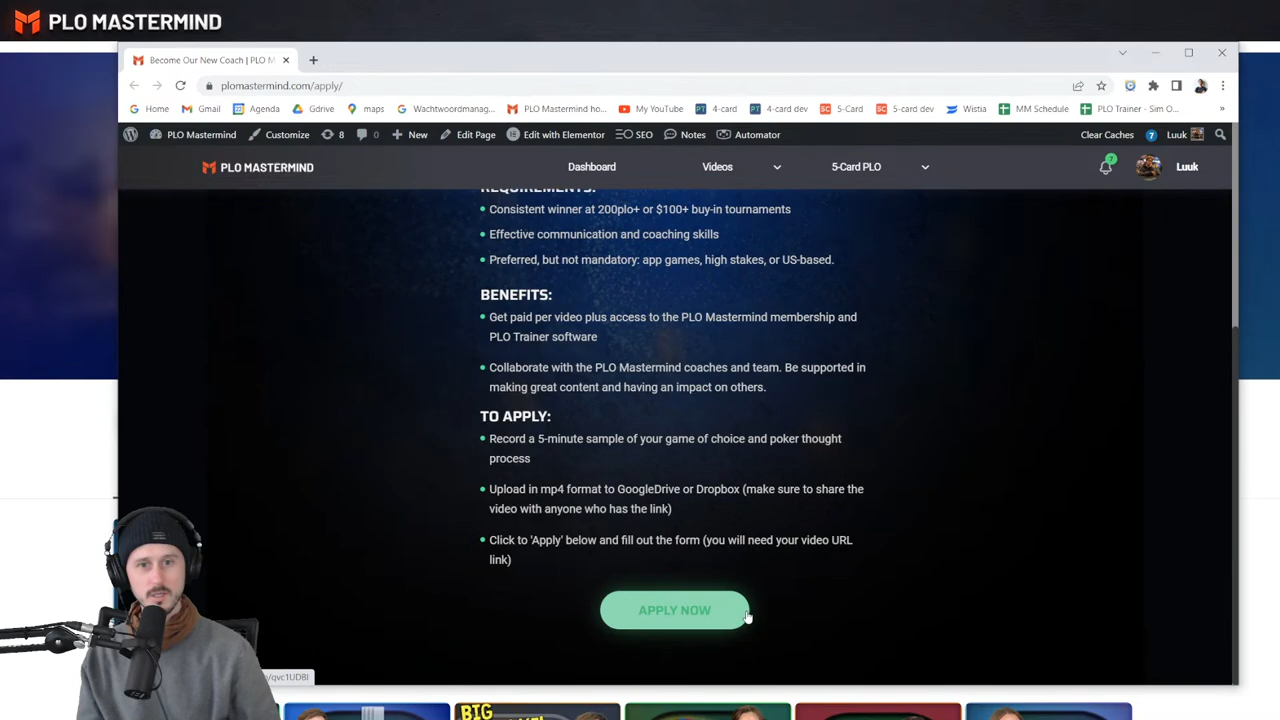 PLO MASTERMIND
Become Our New Coach | PLO M
plomastermind.com/apply/
Home Gmail Agenda Gdrive maps Wachtwoordmanag... PLO Mastermind ho... My YouTube 4-card 4-card dev 5-Card 5-card dev Wistia MM Schedule PLO Trainer - Sim O... »
PLO Mastermind Customize 8 0 New Edit Page Edit with Elementor SEO Notes Automator Clear Caches 7 Luuk
PLO MASTERMIND Dashboard Videos 5-Card PLO 7 Luuk
REQUIREMENTS:
• Consistent winner at 200plo+ or $100+ buy-in tournaments
• Effective communication and coaching skills
• Preferred, but not mandatory: app games, high stakes, or US-based.
BENEFITS:
• Get paid per video plus access to the PLO Mastermind membership and
PLO Trainer software
• Collaborate with the PLO Mastermind coaches and team. Be supported in
making great content and having an impact on others.
TO APPLY:
• Record a 5-minute sample of your game of choice and poker thought
process
• Upload in mp4 format to GoogleDrive or Dropbox (make sure to share the
video with anyone who has the link)
• Click to 'Apply' below and fill out the form (you will need your video URL
link)
APPLY NOW
BIG